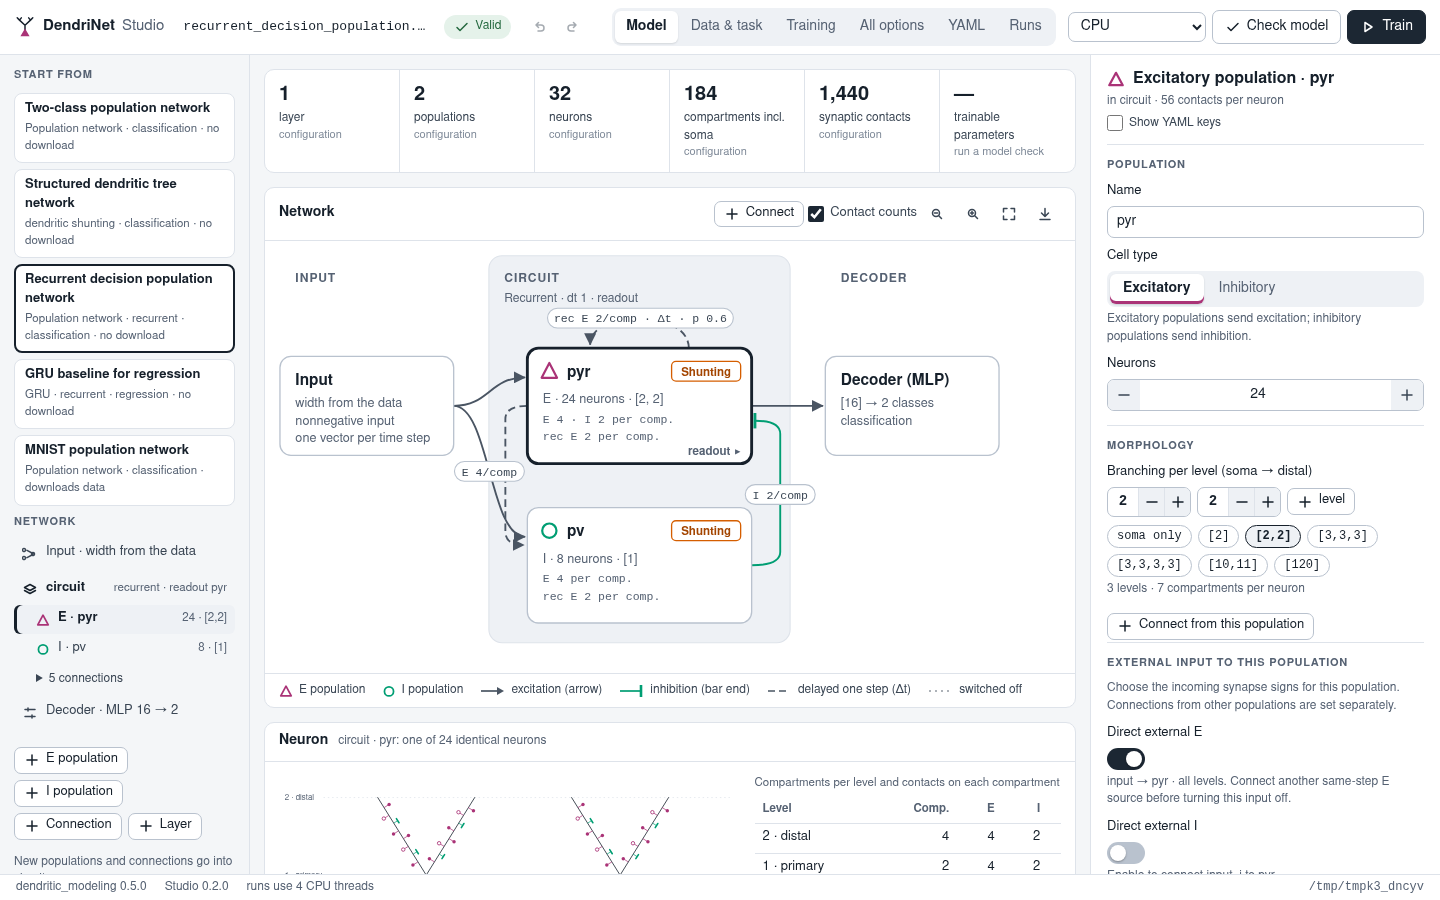 DendriNet Studio
recurrent_decision_population.…
Valid
Model
Data & task
Training
All options
YAML
Runs
CPU
Check model
Train
START FROM
Two-class population network
Population network · classification · no
download
Structured dendritic tree
network
dendritic shunting · classification · no
download
Recurrent decision population
network
Population network · recurrent ·
classification · no download
GRU baseline for regression
GRU · recurrent · regression · no
download
MNIST population network
Population network · classification ·
downloads data
NETWORK
Input · width from the data
circuit
recurrent · readout pyr
E · pyr
24 · [2,2]
I · pv
8 · [1]
5 connections
Decoder · MLP 16 → 2
E population
I population
Connection
Layer
New populations and connections go into
1
layer
configuration
2
populations
configuration
32
neurons
configuration
184
compartments incl.
soma
configuration
1,440
synaptic contacts
configuration
—
trainable
parameters
run a model check
Network
Connect
Contact counts
INPUT
CIRCUIT
Recurrent · dt 1 · readout
DECODER
rec E 2/comp · Δt · p 0.6
Input
width from the data
nonnegative input
one vector per time step
pyr
Shunting
E · 24 neurons · [2, 2]
E 4 · I 2 per comp.
rec E 2 per comp.
readout ▸
Decoder (MLP)
[16] → 2 classes
classification
E 4/comp
I 2/comp
pv
Shunting
I · 8 neurons · [1]
E 4 per comp.
rec E 2 per comp.
E population
I population
excitation (arrow)
inhibition (bar end)
delayed one step (Δt)
switched off
Neuron
circuit · pyr: one of 24 identical neurons
2 · distal
Compartments per level and contacts on each compartment
Level Comp. E I
2 · distal 4 4 2
1 · primary 2 4 2
Excitatory population · pyr
in circuit · 56 contacts per neuron
Show YAML keys
POPULATION
Name
pyr
Cell type
Excitatory
Inhibitory
Excitatory populations send excitation; inhibitory
populations send inhibition.
Neurons
− 24 +
MORPHOLOGY
Branching per level (soma → distal)
2 − +
2 − +
+ level
soma only
[2]
[2,2]
[3,3,3]
[3,3,3,3]
[10,11]
[120]
3 levels · 7 compartments per neuron
Connect from this population
EXTERNAL INPUT TO THIS POPULATION
Choose the incoming synapse signs for this population.
Connections from other populations are set separately.
Direct external E
input → pyr · all levels. Connect another same-step E
source before turning this input off.
Direct external I
Enable to connect input_i to pyr
dendritic_modeling 0.5.0
Studio 0.2.0
runs use 4 CPU threads
/tmp/tmpk3_dncyv